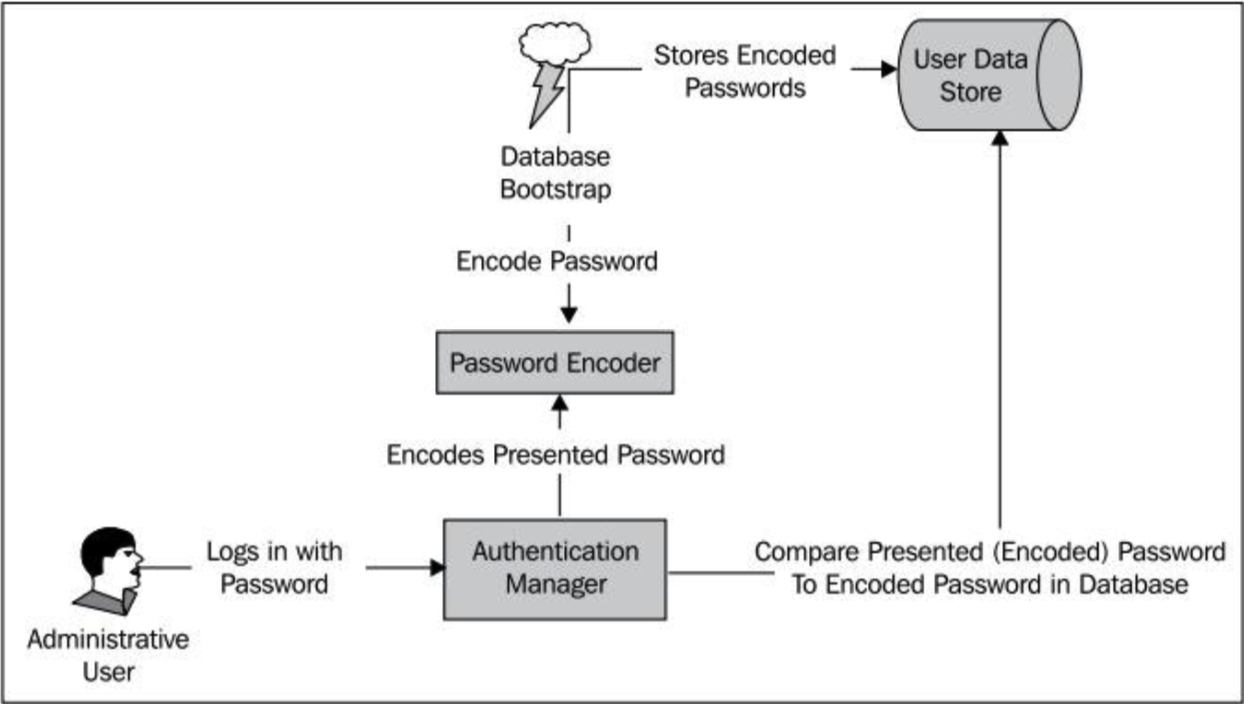 Stores Encoded
Passwords
User Data
Store
Database
Bootstrap
Encode Password
Password Encoder
Encodes Presented Password
Logs in with
Password
Authentication
Manager
Compare Presented (Encoded) Password
To Encoded Password in Database
Administrative
User